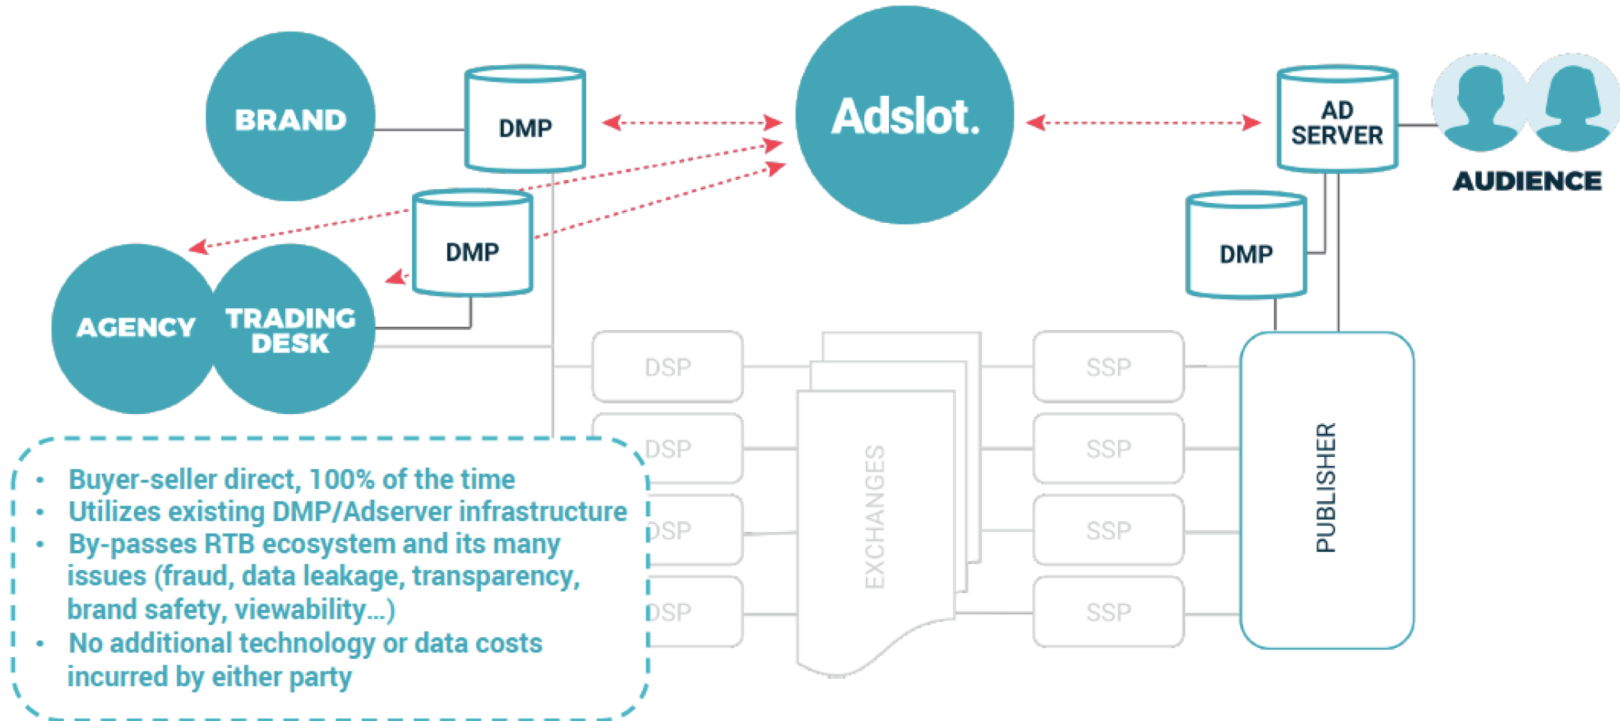 BRAND
DMP
Adslot.
AD
SERVER
AUDIENCE
DMP
DMP
AGENCY
TRADING
DESK
DSP
SSP
DSP
SSP
DSP
SSP
DSP
SSP
EXCHANGES
PUBLISHER
• Buyer-seller direct, 100% of the time
• Utilizes existing DMP/Adserver infrastructure
• By-passes RTB ecosystem and its many
issues (fraud, data leakage, transparency,
brand safety, viewability...)
• No additional technology or data costs
incurred by either party